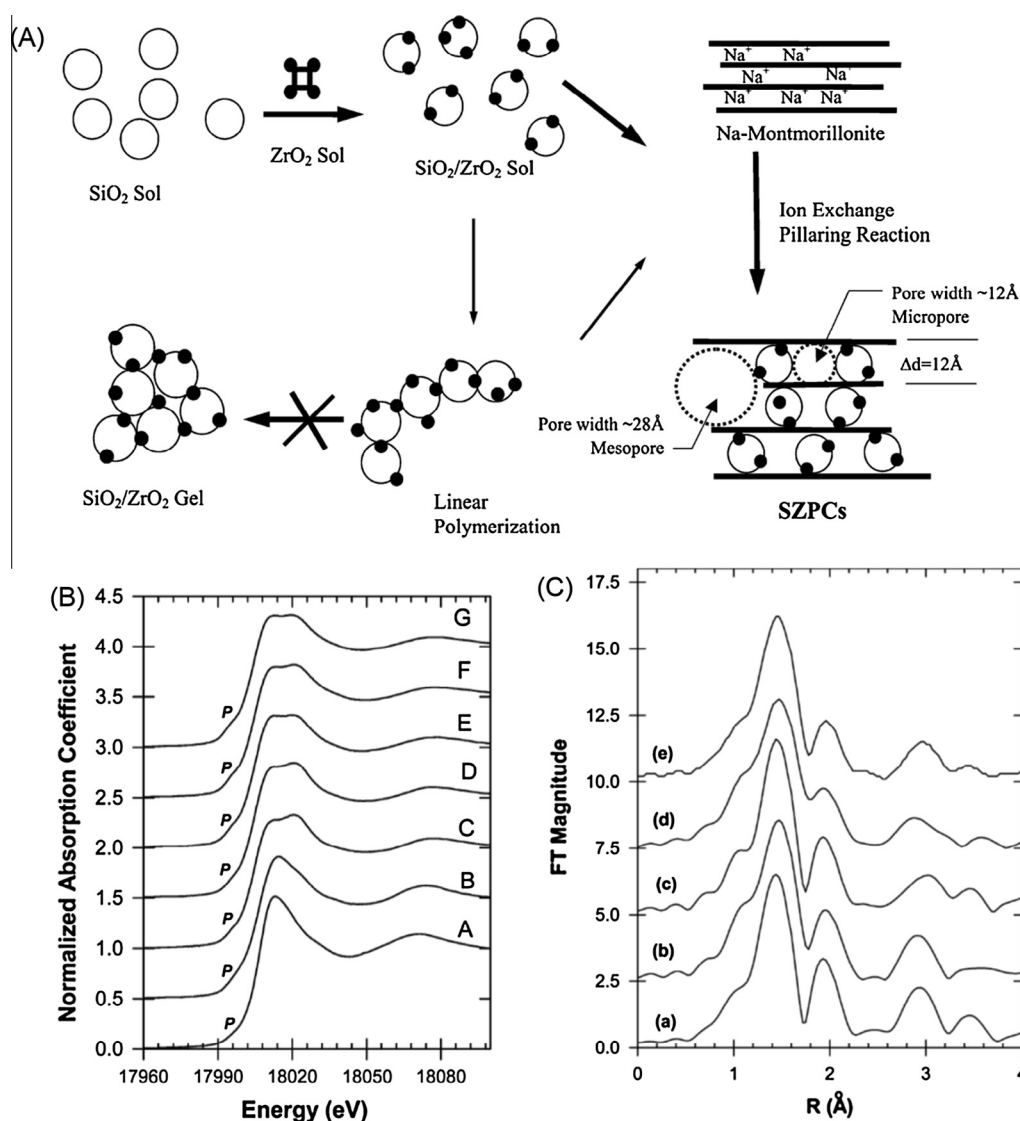 (A)
SiO₂ Sol
ZrO₂ Sol
SiO₂/ZrO₂ Sol
Na⁺ Na⁺
Na⁺ Na
Na⁺ Na⁺ Na⁺
Na-Montmorillonite
Ion Exchange
Pillaring Reaction
Pore width ~12Å
Micropore
Δd=12Å
Pore width ~28Å
Mesopore
SZPCs
SiO₂/ZrO₂ Gel
Linear
Polymerization
(B)
Normalized Absorption Coefficient
4.5
4.0
3.5
3.0
2.5
2.0
1.5
1.0
0.5
0.0
G
F
E
D
C
B
A
P
P
P
P
P
P
P
17960 17990 18020 18050 18080
Energy (eV)
(C)
FT Magnitude
17.5
15.0
12.5
10.0
7.5
5.0
2.5
0.0
(e)
(d)
(c)
(b)
(a)
0 1 2 3 4
R (Å)